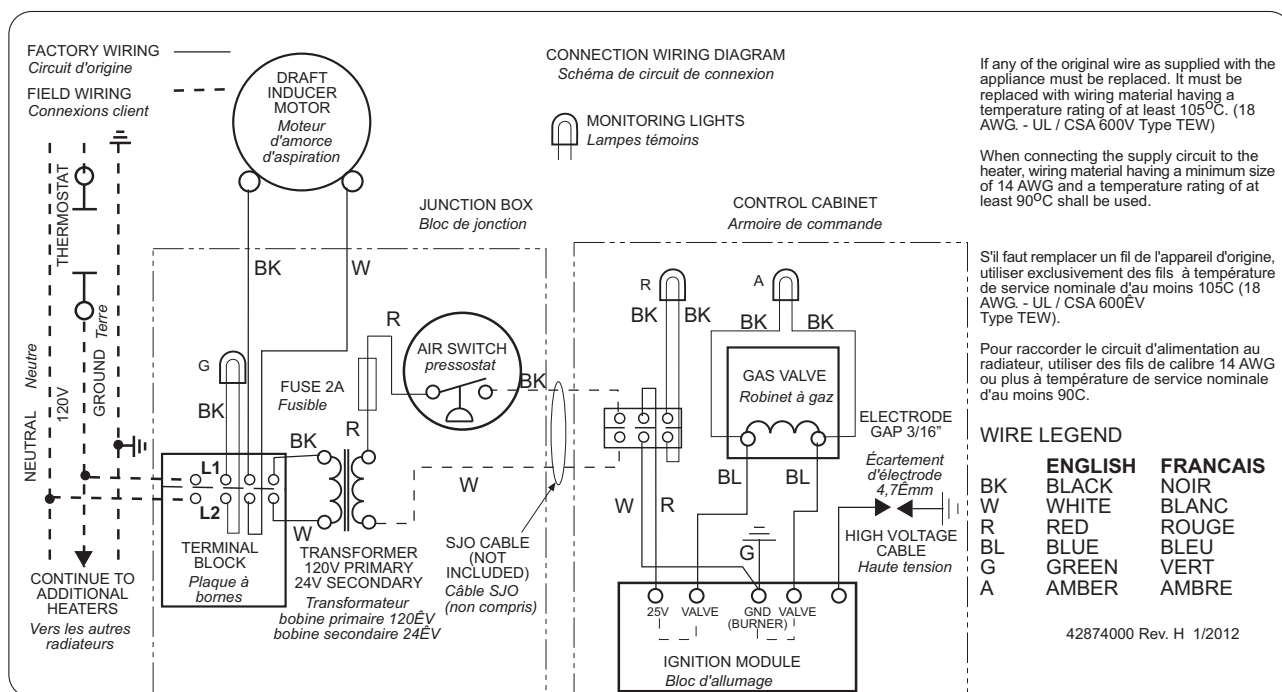 FACTORY WIRING
Circuit d'origine
FIELD WIRING
Connexions client
DRAFT
INDUCER
MOTOR
Moteur
d'amorce
d'aspiration
CONNECTION WIRING DIAGRAM
Schéma de circuit de connexion
MONITORING LIGHTS
Lampes témoins
If any of the original wire as supplied with the
appliance must be replaced. It must be
replaced with wiring material having a
temperature rating of at least 105OC. (18
AWG. - UL / CSA 600V Type TEW)
When connecting the supply circuit to the
heater, wiring material having a minimum size
of 14 AWG and a temperature rating of at
least 90OC shall be used.
S'il faut remplacer un fil de l'appareil d'origine,
utiliser exclusivement des fils à température
de service nominale d'au moins 105C (18
AWG. - UL / CSA 600ÊV
Type TEW).
Pour raccorder le circuit d'alimentation au
radiateur, utiliser des fils de calibre 14 AWG
ou plus à température de service nominale
d'au moins 90C.
THERMOSTAT
NEUTRAL Neutre
120V
GROUND Terre
CONTINUE TO
ADDITIONAL
HEATERS
Vers les autres
radiateurs
JUNCTION BOX
Bloc de jonction
BK
W
G
BK
L1
L2
TERMINAL
BLOCK
Plaque à
bornes
R
FUSE 2A
Fusible
BK
R
W
AIR SWITCH
pressostat
BK
W
TRANSFORMER
120V PRIMARY
24V SECONDARY
Transformateur
bobine primaire 120ÊV
bobine secondaire 24ÊV
SJO CABLE
(NOT
INCLUDED)
Câble SJO
(non compris)
CONTROL CABINET
Armoire de commande
R
A
BK
BK
BK
BK
GAS VALVE
Robinet à gaz
ELECTRODE
GAP 3/16”
Écartement
d'électrode
4,7Êmm
BL
BL
W
R
G
HIGH VOLTAGE
CABLE
Haute tension
25V
VALVE
GND
(BURNER)
VALVE
IGNITION MODULE
Bloc d'allumage
WIRE LEGEND
ENGLISH FRANCAIS
BK BLACK NOIR
W WHITE BLANC
R RED ROUGE
BL BLUE BLEU
G GREEN VERT
A AMBER AMBRE
42874000 Rev. H 1/2012